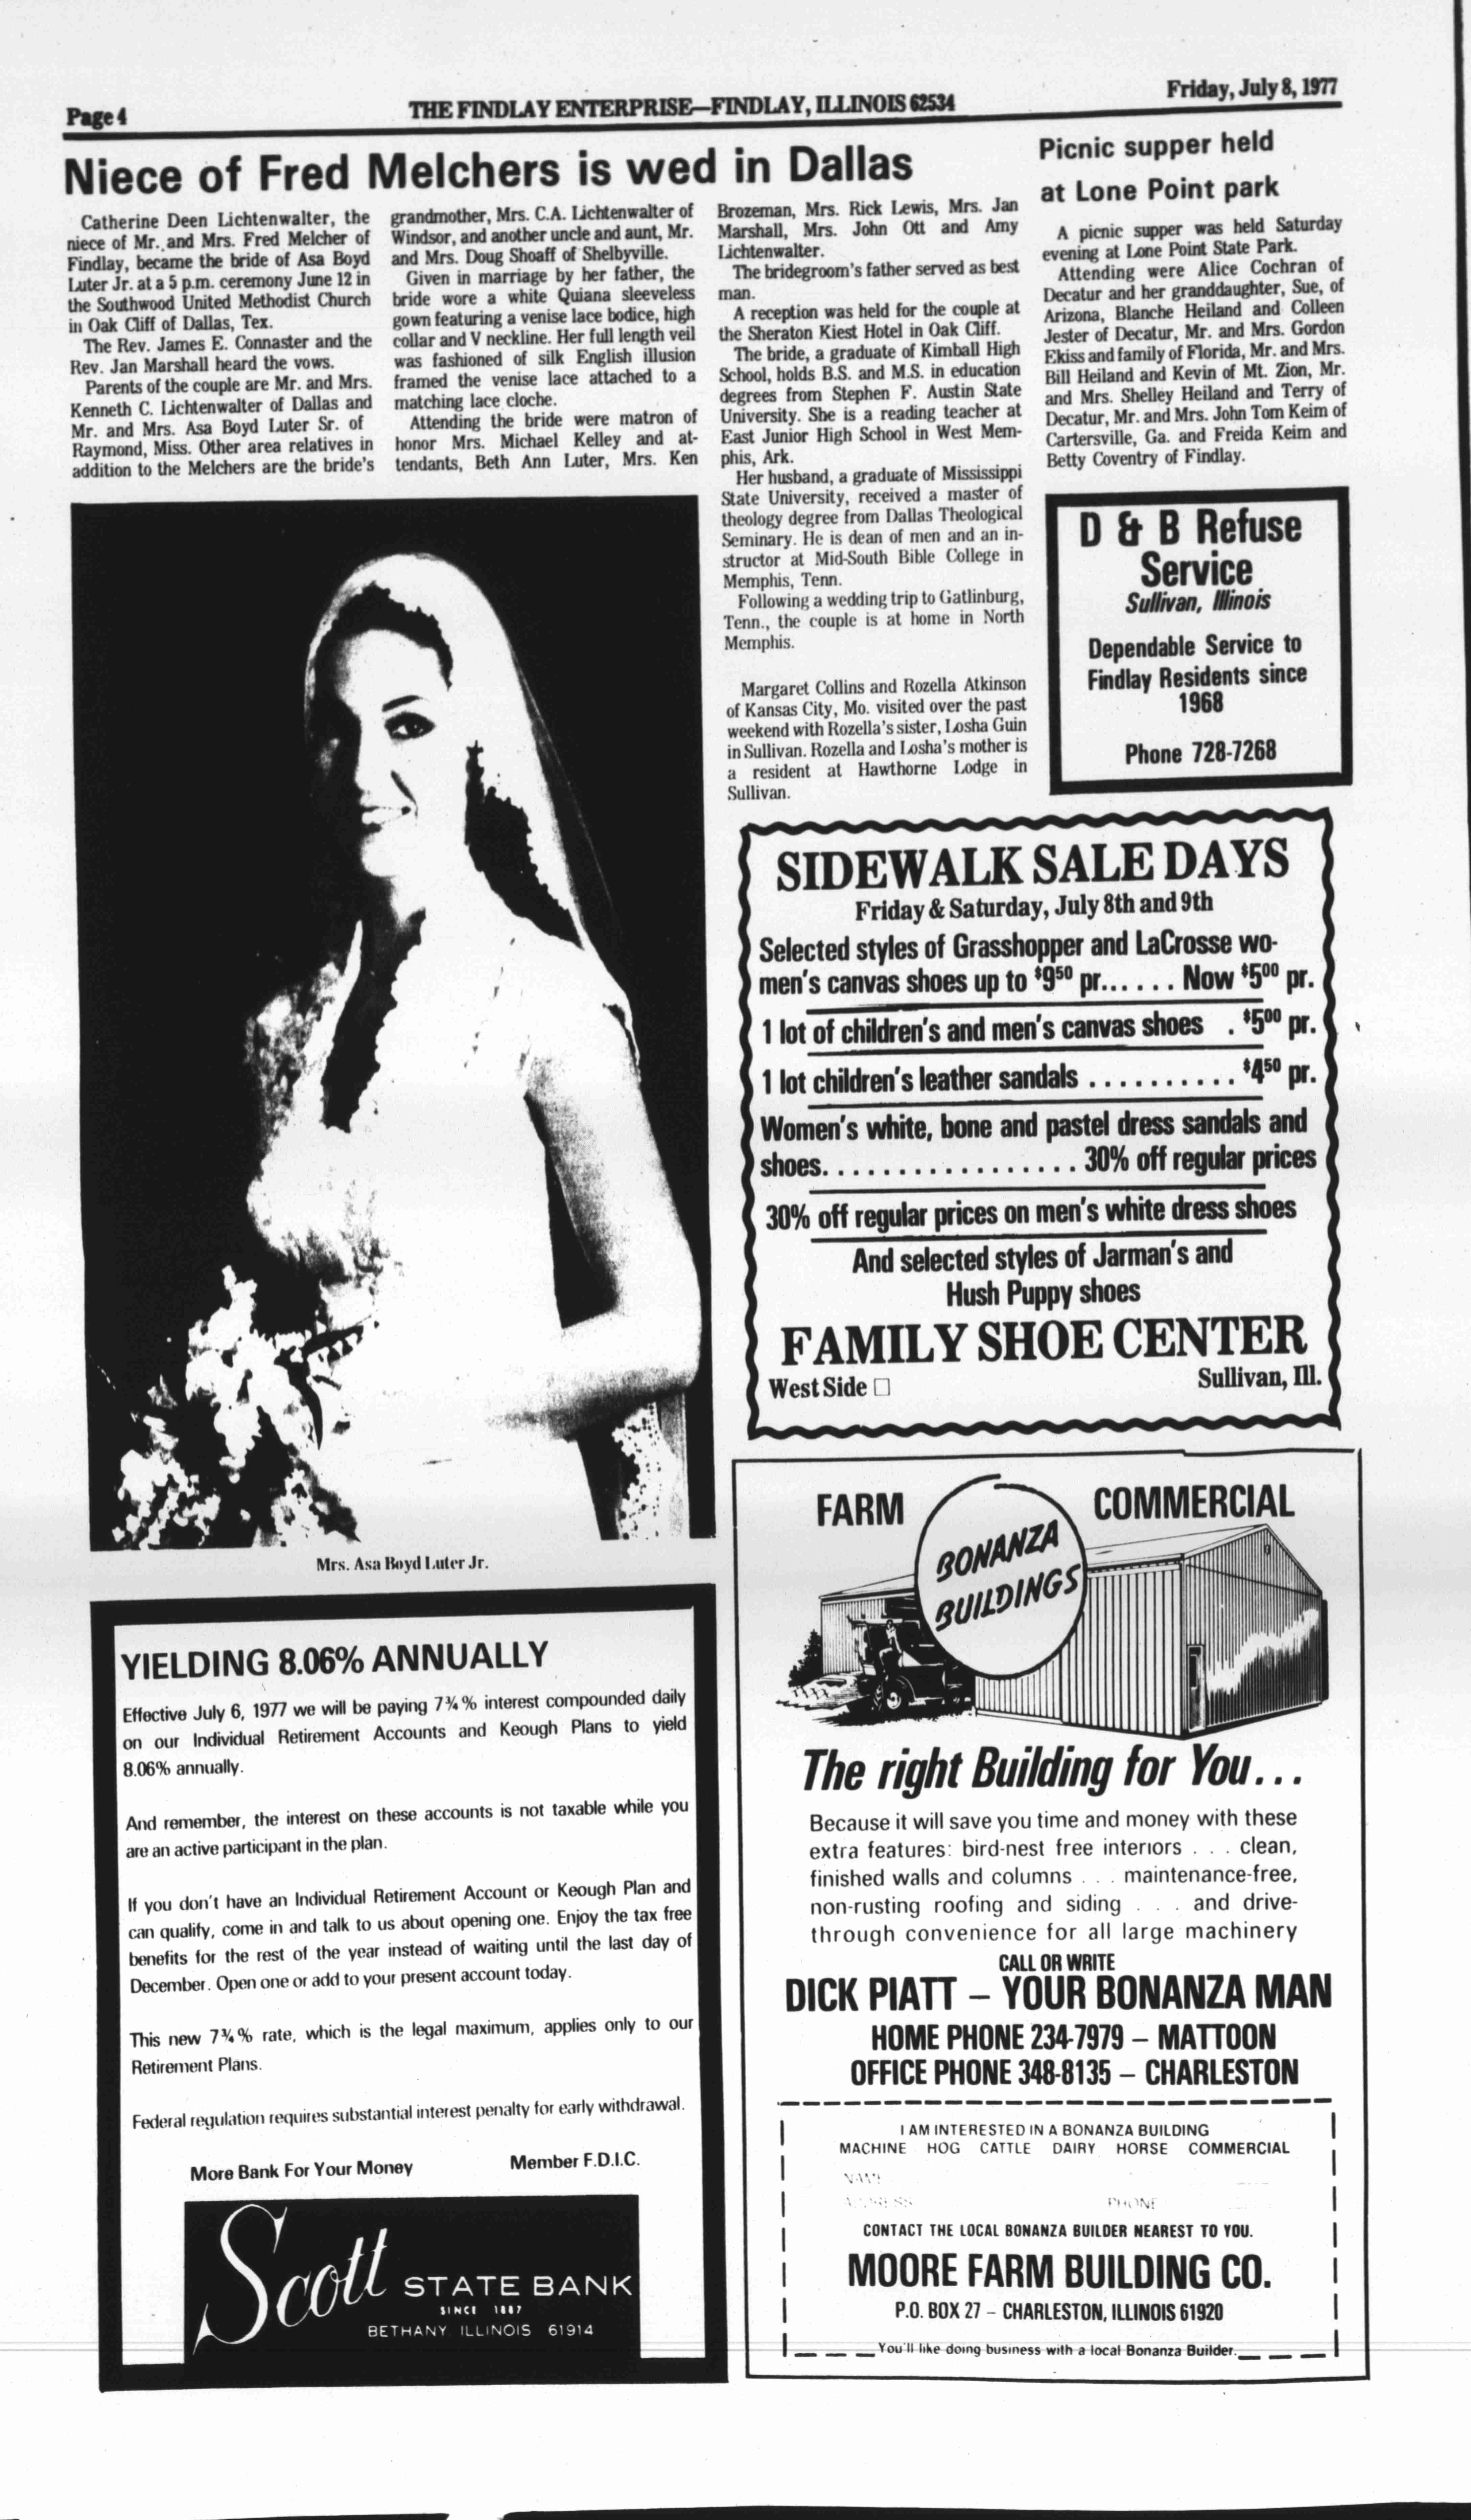 Page 4
THE FINDLAY ENTERPRISE—FINDLAY, ILLINOIS 62534
Friday, July 8, 1977
Niece of Fred Melchers is wed in Dallas
Catherine Deen Lichtenwalter, the
niece of Mr. and Mrs. Fred Melcher of
Findlay, became the bride of Asa Boyd
Luter Jr. at a 5 p.m. ceremony June 12 in
the Southwood United Methodist Church
in Oak Cliff of Dallas, Tex.
The Rev. James E. Connaster and the
Rev. Jan Marshall heard the vows.
Parents of the couple are Mr. and Mrs.
Kenneth C. Lichtenwalter of Dallas and
Mr. and Mrs. Asa Boyd Luter Sr. of
Raymond, Miss. Other area relatives in
addition to the Melchers are the bride's
grandmother, Mrs. C.A. Lichtenwalter of
Windsor, and another uncle and aunt, Mr.
and Mrs. Doug Shoaff of Shelbyville.
Given in marriage by her father, the
bride wore a white Quiana sleeveless
gown featuring a venise lace bodice, high
collar and V neckline. Her full length veil
was fashioned of silk English illusion
framed the venise lace attached to a
matching lace cloche.
Attending the bride were matron of
honor Mrs. Michael Kelley and at-
tendants, Beth Ann Luter, Mrs. Ken
Brozeman, Mrs. Rick Lewis, Mrs. Jan
Marshall, Mrs. John Ott and Amy
Lichtenwalter.
The bridegroom's father served as best
man.
A reception was held for the couple at
the Sheraton Kiest Hotel in Oak Cliff.
The bride, a graduate of Kimball High
School, holds B.S. and M.S. in education
degrees from Stephen F. Austin State
University. She is a reading teacher at
East Junior High School in West Mem-
phis, Ark.
Her husband, a graduate of Mississippi
State University, received a master of
theology degree from Dallas Theological
Seminary. He is dean of men and an in-
structor at Mid-South Bible College in
Memphis, Tenn.
Following a wedding trip to Gatlinburg,
Tenn., the couple is at home in North
Memphis.
Margaret Collins and Rozella Atkinson
of Kansas City, Mo. visited over the past
weekend with Rozella's sister, Losha Guin
in Sullivan. Rozella and Losha's mother is
a resident at Hawthorne Lodge in
Sullivan.
Picnic supper held
at Lone Point park
A picnic supper was held Saturday
evening at Lone Point State Park.
Attending were Alice Cochran of
Decatur and her granddaughter, Sue, of
Arizona, Blanche Heiland and Colleen
Jester of Decatur, Mr. and Mrs. Gordon
Ekiss and family of Florida, Mr. and Mrs.
Bill Heiland and Kevin of Mt. Zion, Mr.
and Mrs. Shelley Heiland and Terry of
Decatur, Mr. and Mrs. John Tom Keim of
Cartersville, Ga. and Freida Keim and
Betty Coventry of Findlay.
D & B Refuse
Service
Sullivan, Illinois
Dependable Service to
Findlay Residents since
1968
Phone 728-7268
SIDEWALK SALE DAYS
Friday & Saturday, July 8th and 9th
Selected styles of Grasshopper and LaCrosse wo-
men's canvas shoes up to $9⁵⁰ pr...... Now $5⁰⁰ pr.
1 lot of children's and men's canvas shoes . $5⁰⁰ pr.
1 lot children's leather sandals .......... $4⁵⁰ pr.
Women's white, bone and pastel dress sandals and
shoes................. 30% off regular prices
30% off regular prices on men's white dress shoes
And selected styles of Jarman's and
Hush Puppy shoes
FAMILY SHOE CENTER
West Side □
Sullivan, Ill.
Mrs. Asa Boyd Luter Jr.
YIELDING 8.06% ANNUALLY
Effective July 6, 1977 we will be paying 7¾% interest compounded daily
on our Individual Retirement Accounts and Keough Plans to yield
8.06% annually.
And remember, the interest on these accounts is not taxable while you
are an active participant in the plan.
If you don't have an Individual Retirement Account or Keough Plan and
can qualify, come in and talk to us about opening one. Enjoy the tax free
benefits for the rest of the year instead of waiting until the last day of
December. Open one or add to your present account today.
This new 7¾% rate, which is the legal maximum, applies only to our
Retirement Plans.
Federal regulation requires substantial interest penalty for early withdrawal.
More Bank For Your Money
Member F.D.I.C.
Scott STATE BANK
SINCE 1887
BETHANY ILLINOIS 61914
FARM
COMMERCIAL
BONANZA
BUILDINGS
The right Building for You...
Because it will save you time and money with these
extra features: bird-nest free interiors . . . clean,
finished walls and columns . . . maintenance-free,
non-rusting roofing and siding . . . and drive-
through convenience for all large machinery
CALL OR WRITE
DICK PIATT – YOUR BONANZA MAN
HOME PHONE 234-7979 – MATTOON
OFFICE PHONE 348-8135 – CHARLESTON
I AM INTERESTED IN A BONANZA BUILDING
MACHINE HOG CATTLE DAIRY HORSE COMMERCIAL
NAME
ADDRESS PHONE
CONTACT THE LOCAL BONANZA BUILDER NEAREST TO YOU.
MOORE FARM BUILDING CO.
P.O. BOX 27 – CHARLESTON, ILLINOIS 61920
You'll like doing business with a local Bonanza Builder.